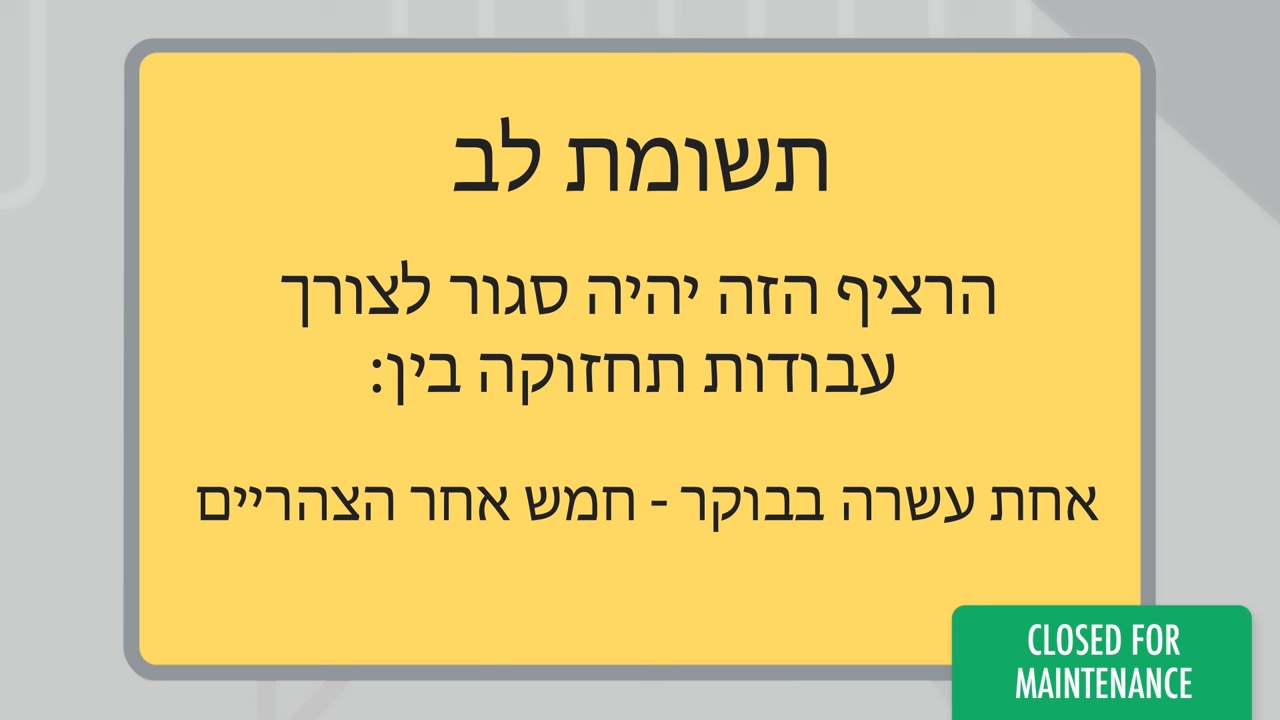 תשומת לב
הרציף הזה יהיה סגור לצורך
עבודות תחזוקה בין:
אחת עשרה בבוקר - חמש אחר הצהריים
CLOSED FOR
MAINTENANCE